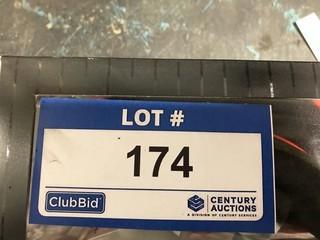 LOT #
174
ClubBid
CENTURY
AUCTIONS
A DIVISION OF CENTURY SERVICES